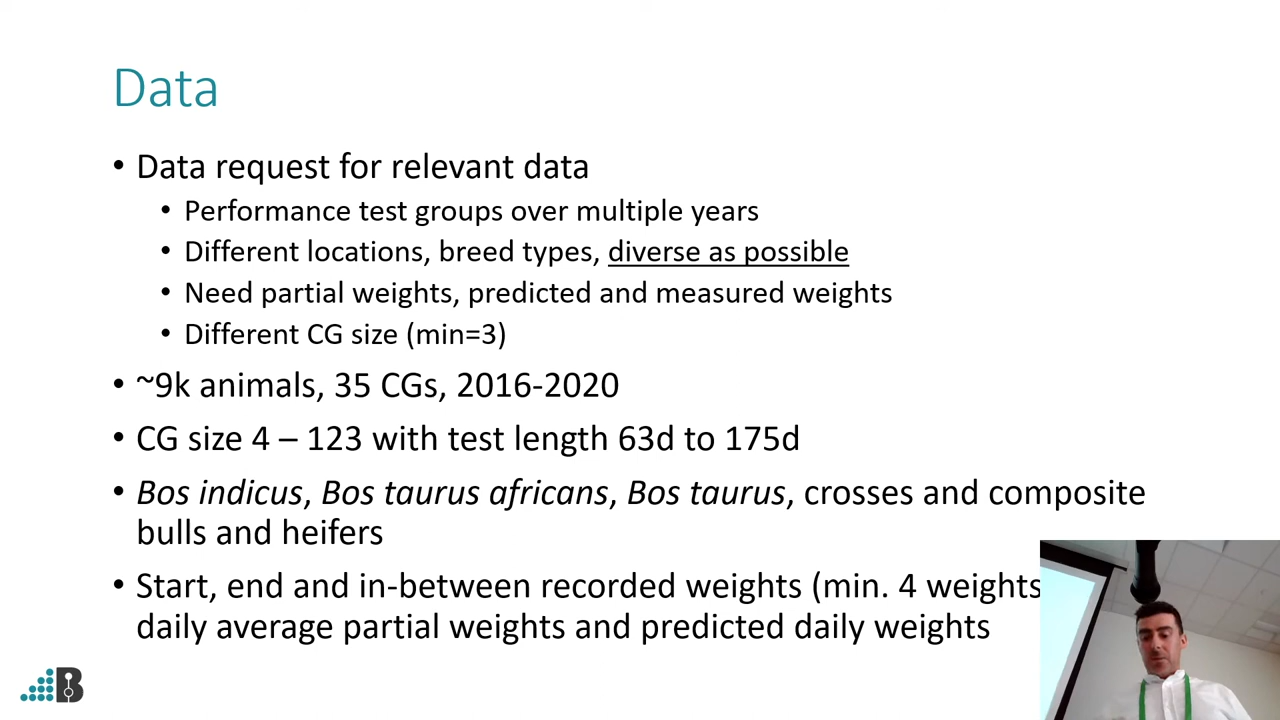 Data
• Data request for relevant data
• Performance test groups over multiple years
• Different locations, breed types, diverse as possible
• Need partial weights, predicted and measured weights
• Different CG size (min=3)
• ~9k animals, 35 CGs, 2016-2020
• CG size 4 – 123 with test length 63d to 175d
• Bos indicus, Bos taurus africans, Bos taurus, crosses and composite
bulls and heifers
• Start, end and in-between recorded weights (min. 4 weights
daily average partial weights and predicted daily weights
B